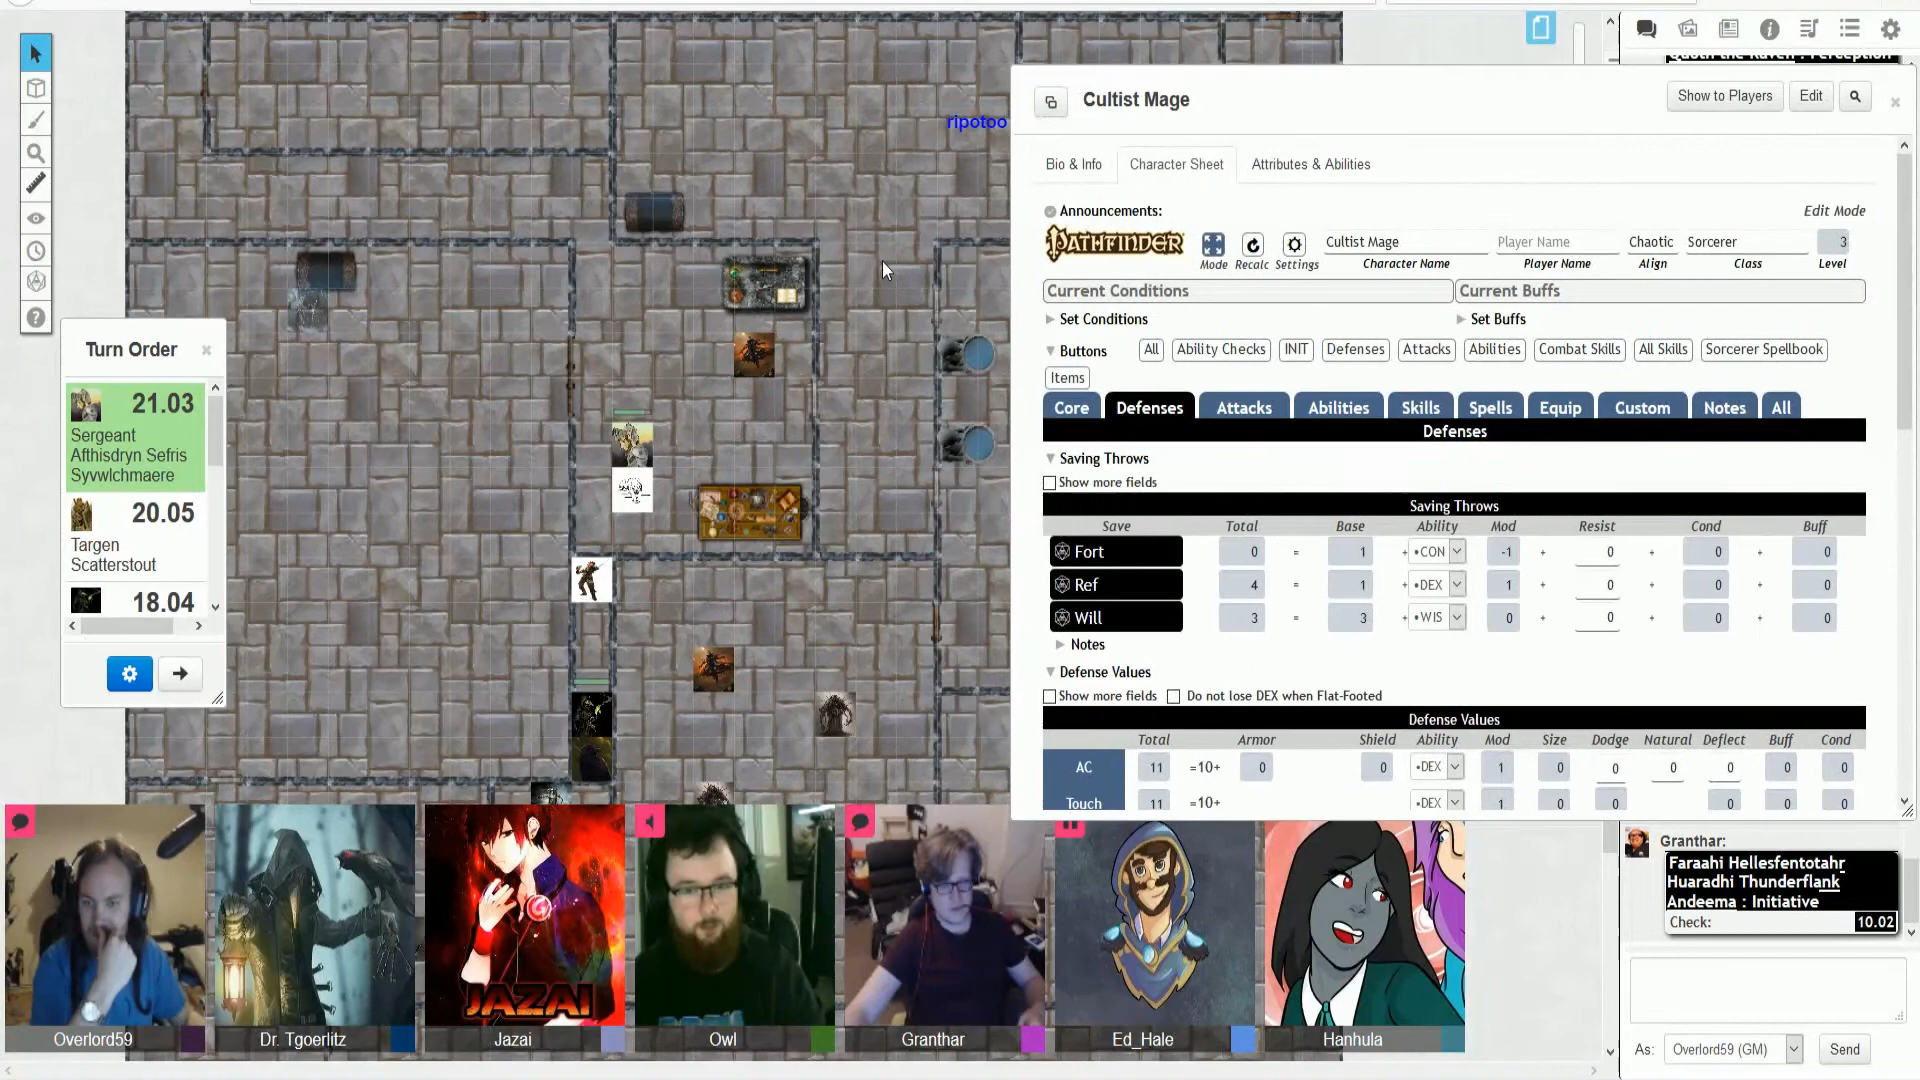 Quoth the Raven : Perception
ripotoo
Cultist Mage
Show to Players
Edit
Bio & Info
Character Sheet
Attributes & Abilities
Announcements:
Edit Mode
PATHFINDER
Mode
Recalc
Settings
Cultist Mage
Character Name
Player Name
Player Name
Chaotic
Align
Sorcerer
Class
3
Level
Current Conditions
Current Buffs
Set Conditions
Set Buffs
Buttons
All
Ability Checks
INIT
Defenses
Attacks
Abilities
Combat Skills
All Skills
Sorcerer Spellbook
Items
Core
Defenses
Attacks
Abilities
Skills
Spells
Equip
Custom
Notes
All
Defenses
Saving Throws
Show more fields
Saving Throws
Save Total Base Ability Mod Resist Cond Buff
Fort 0 = 1 + •CON -1 + 0 + 0 + 0
Ref 4 = 1 + •DEX 1 + 0 + 0 + 0
Will 3 = 3 + •WIS 0 + 0 + 0 + 0
Notes
Defense Values
Show more fields
Do not lose DEX when Flat-Footed
Defense Values
Total Armor Shield Ability Mod Size Dodge Natural Deflect Buff Cond
AC 11 =10+ 0 0 •DEX 1 0 0 0 0 0 0
Touch 11 =10+ •DEX 1 0 0 0 0 0
Turn Order
21.03
Sergeant
Afthisdryn Sefris
Syvwlchmaere
20.05
Targen
Scatterstout
18.04
Granthar:
Faraahi Hellesfentotahr
Huaradhi Thunderflank
Andeema : Initiative
Check: 10.02
JAZAI
Overlord59
Dr. Tgoerlitz
Jazai
Owl
Granthar
Ed_Hale
Hanhula
As: Overlord59 (GM)
Send